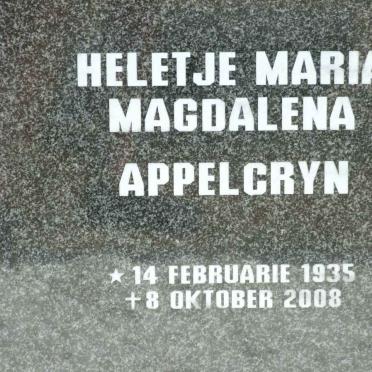 HELETJE MARIA
MAGDALENA
APPELCRYN
★ 14 FEBRUARIE 1935
+ 8 OKTOBER 2008